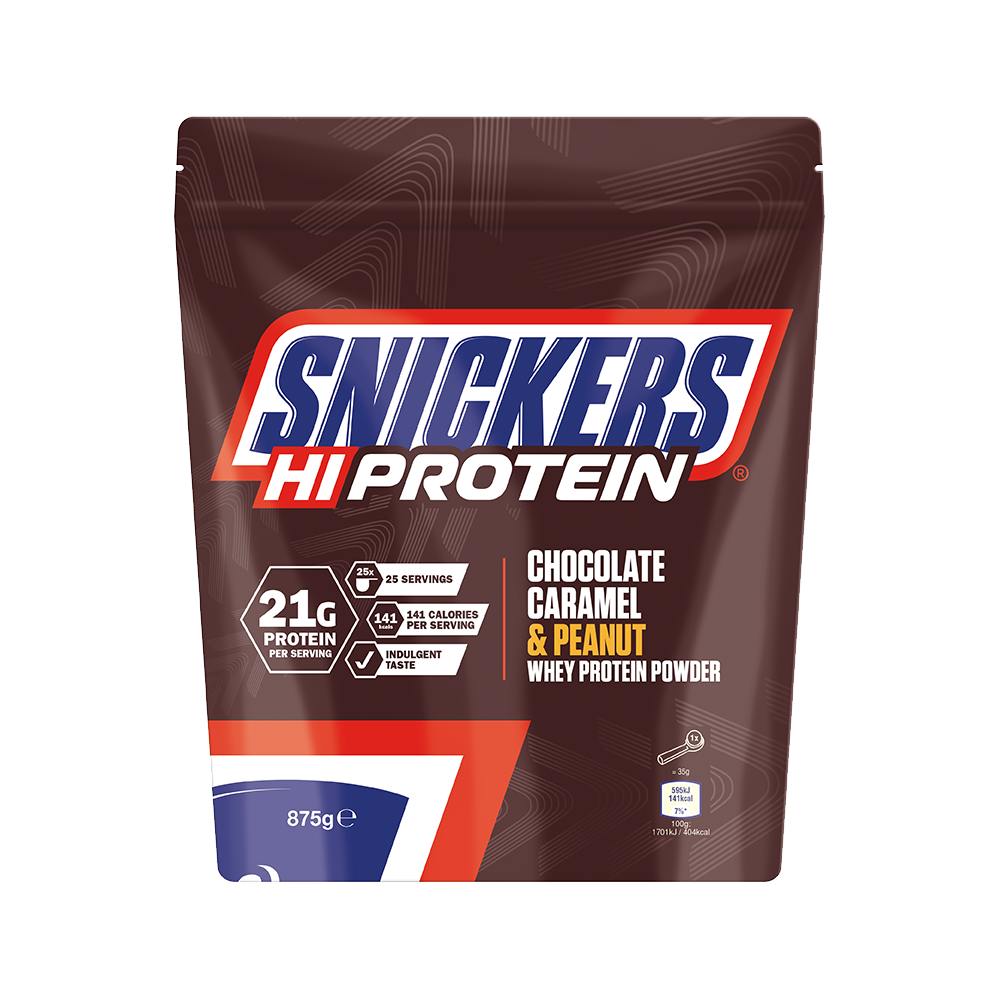 SNICKERS
HI PROTEIN
®
21G
PROTEIN
PER SERVING
25x
25 SERVINGS
141
kcals
141 CALORIES
PER SERVING
INDULGENT
TASTE
CHOCOLATE
CARAMEL
& PEANUT
WHEY PROTEIN POWDER
1x
= 35g
595kJ
141kcal
7%*
100g:
1701kJ / 404kcal
875g℮